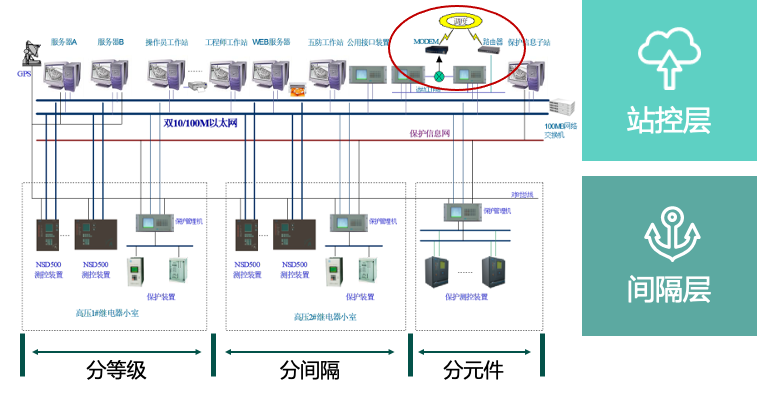 调度
服务器A
服务器B
操作员工作站
工程师工作站
WEB服务器
五防工作站
公用接口装置
MODEM
路由器
保护信息子站
GPS
双10/100M以太网
100MB网络
交换机
保护信息网
对时总线
保护管理机
保护管理机
保护管理机
NSD500
测控装置
NSD500
测控装置
保护装置
NSD500
测控装置
NSD500
测控装置
保护装置
保护测控装置
高压1#继电器小室
高压2#继电器小室
分等级
分间隔
分元件
站控层
间隔层